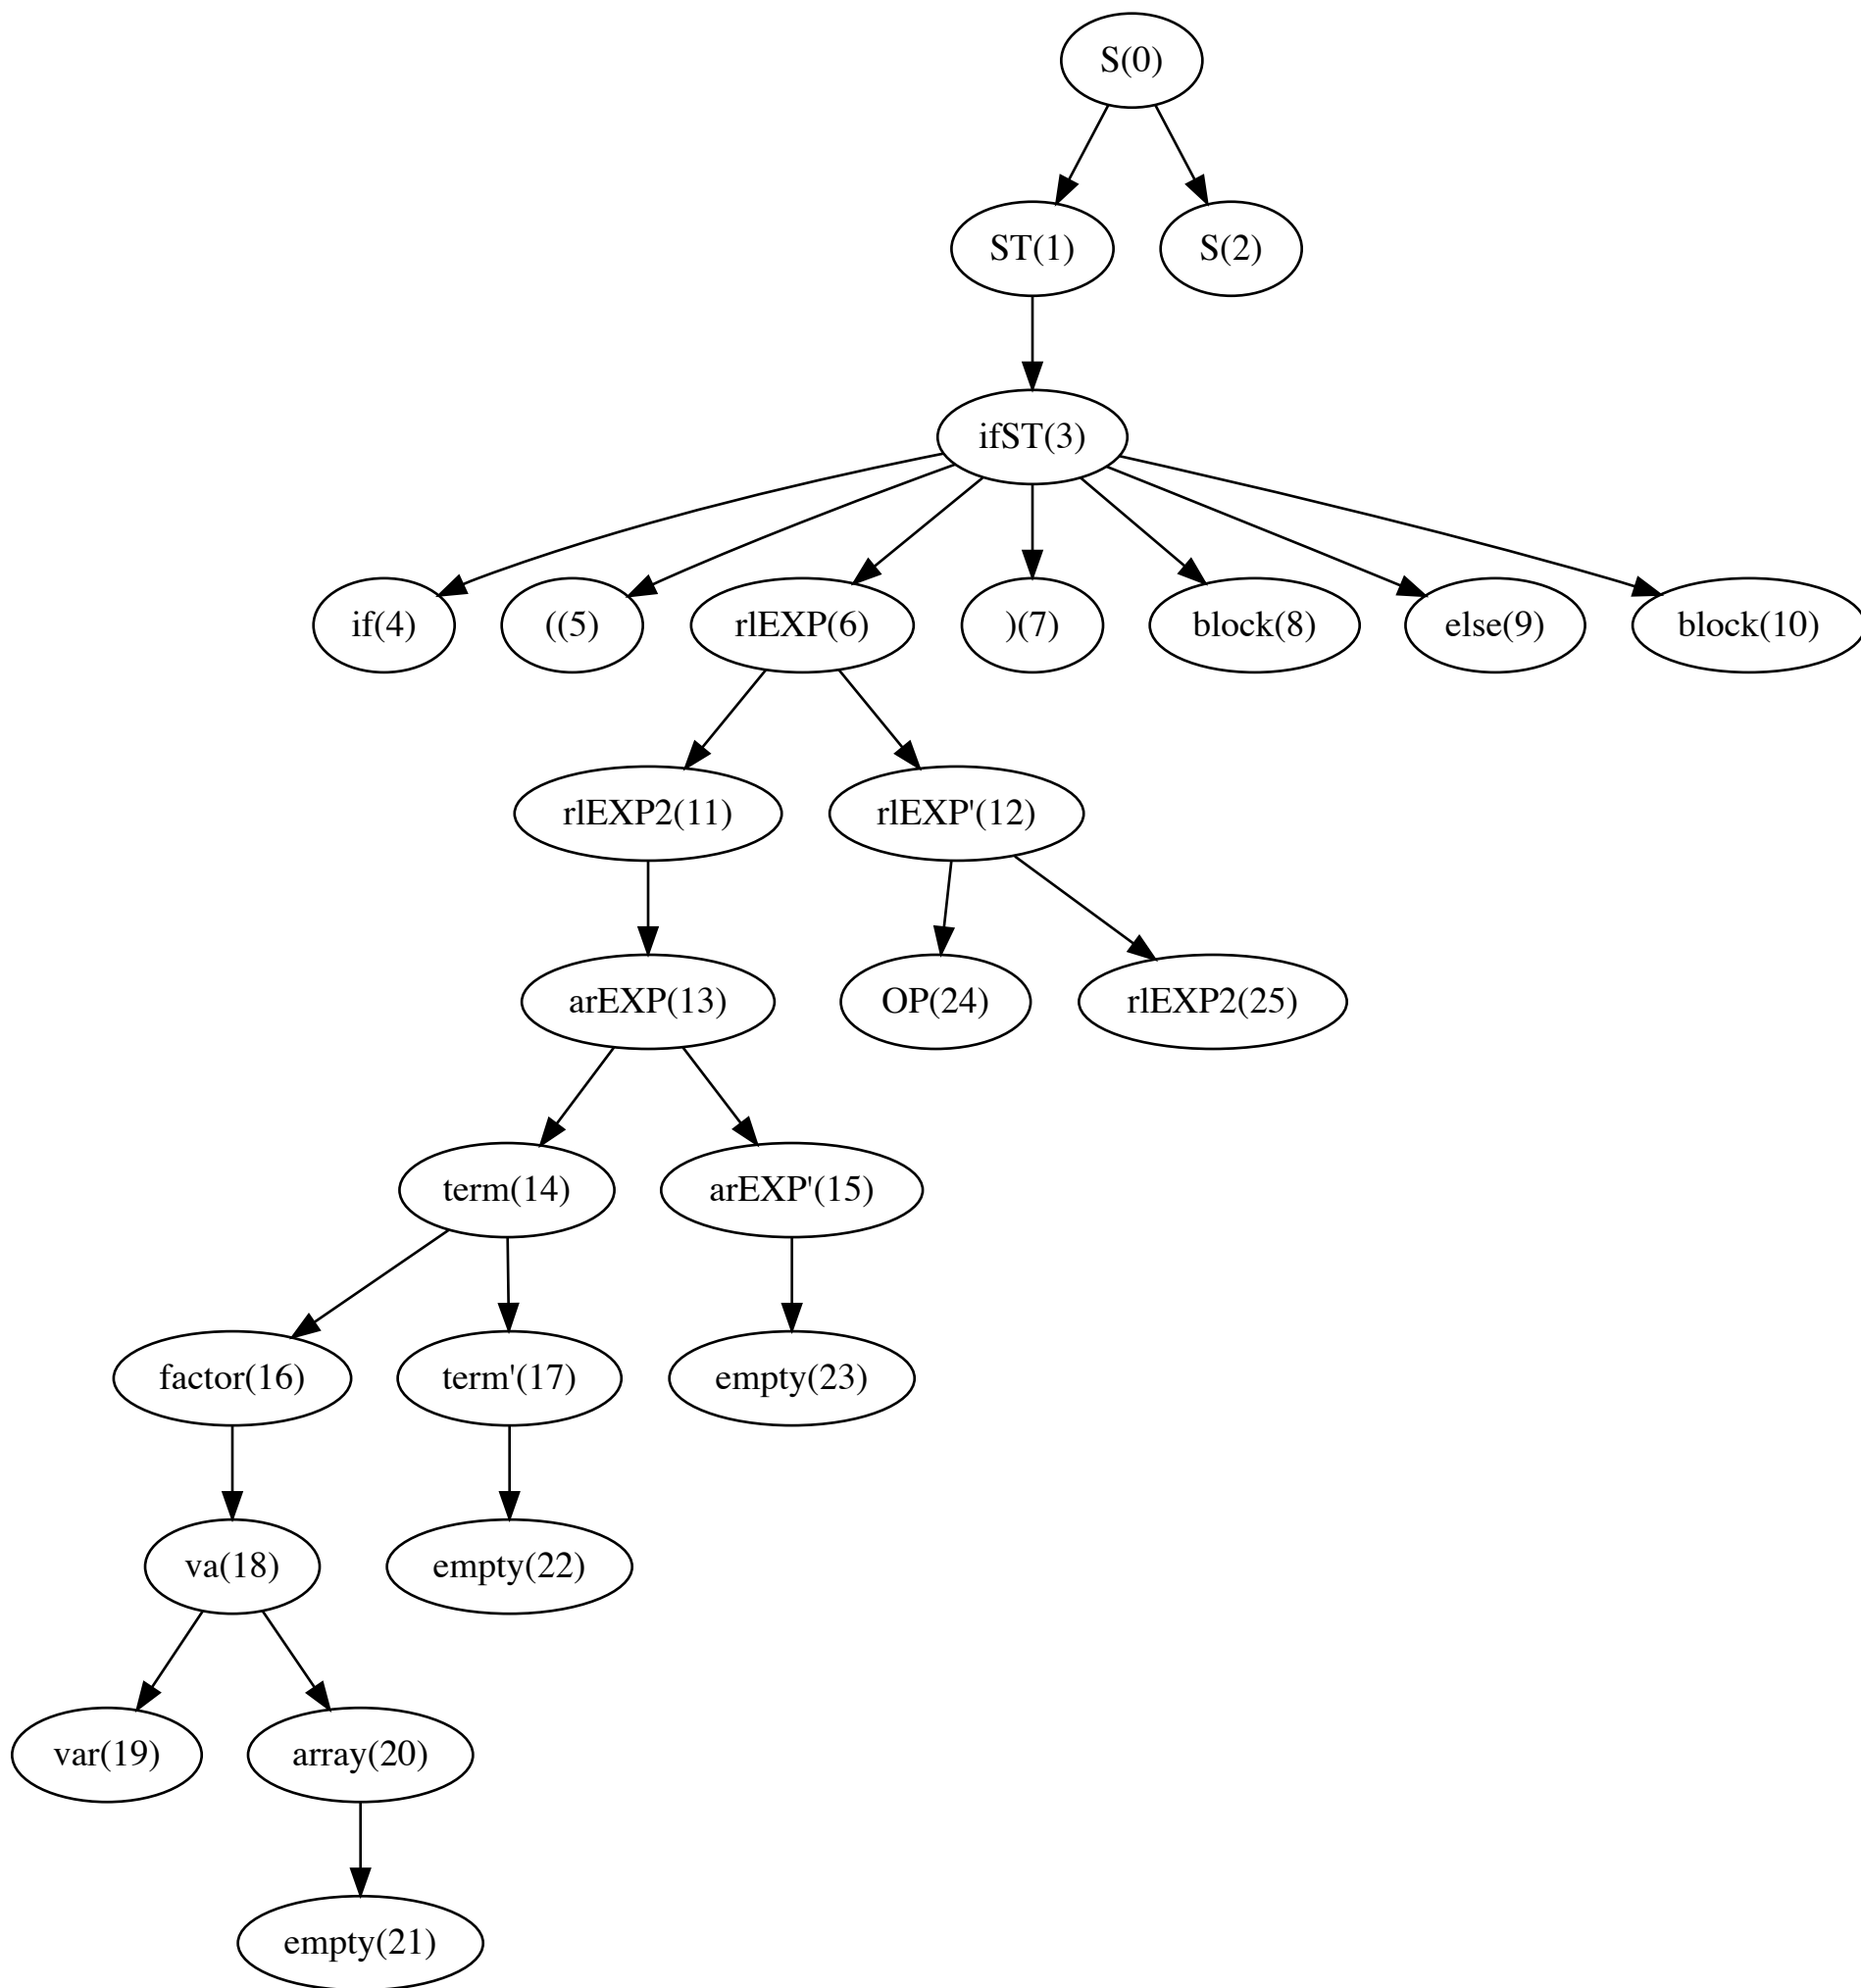 S(0)
ST(1)
S(2)
ifST(3)
if(4)
((5)
rlEXP(6)
)(7)
block(8)
else(9)
block(10)
rlEXP2(11)
rlEXP'(12)
arEXP(13)
OP(24)
rlEXP2(25)
term(14)
arEXP'(15)
factor(16)
term'(17)
empty(23)
va(18)
empty(22)
var(19)
array(20)
empty(21)